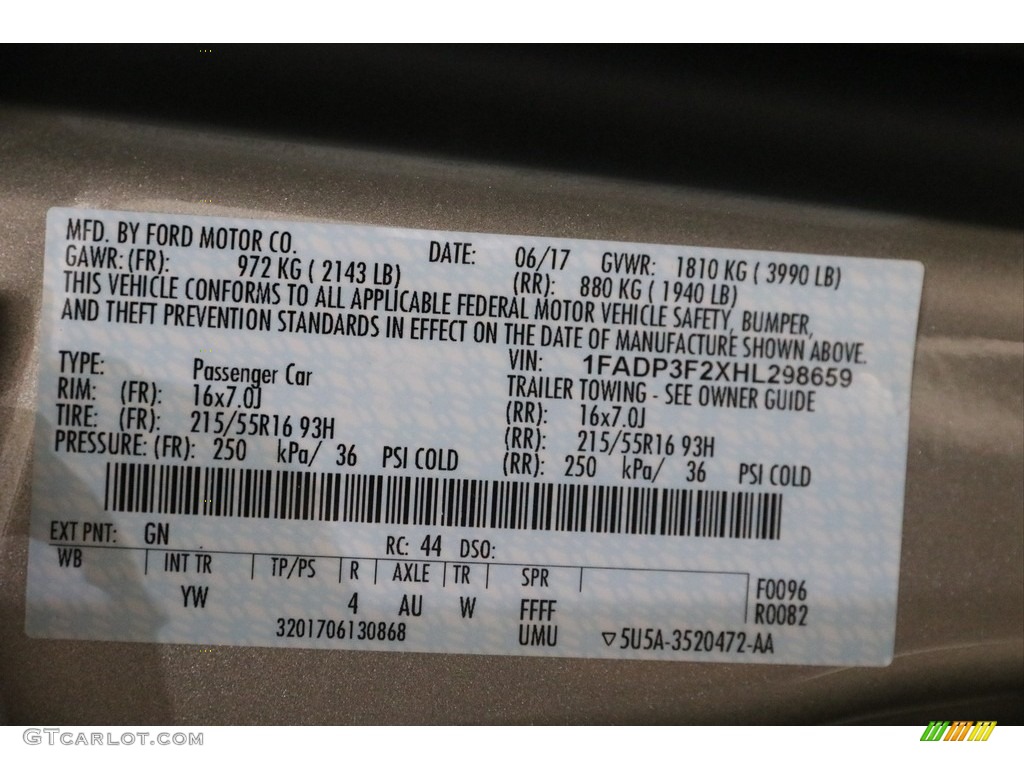 MFD. BY FORD MOTOR CO. DATE: 06/17 GVWR: 1810 KG ( 3990 LB)
GAWR: (FR): 972 KG ( 2143 LB) (RR): 880 KG ( 1940 LB)
THIS VEHICLE CONFORMS TO ALL APPLICABLE FEDERAL MOTOR VEHICLE SAFETY, BUMPER,
AND THEFT PREVENTION STANDARDS IN EFFECT ON THE DATE OF MANUFACTURE SHOWN ABOVE.
VIN: 1FADP3F2XHL298659
TYPE: Passenger Car TRAILER TOWING - SEE OWNER GUIDE
RIM: (FR): 16x7.0J (RR): 16x7.0J
TIRE: (FR): 215/55R16 93H (RR): 215/55R16 93H
PRESSURE: (FR): 250 kPa/ 36 PSI COLD (RR): 250 kPa/ 36 PSI COLD
EXT PNT: GN RC: 44 DSO:
WB INT TR TP/PS R AXLE TR SPR F0096
YW 4 AU W FFFF R0082
3201706130868 UMU ▽5U5A-3520472-AA
GTCARLOT.COM